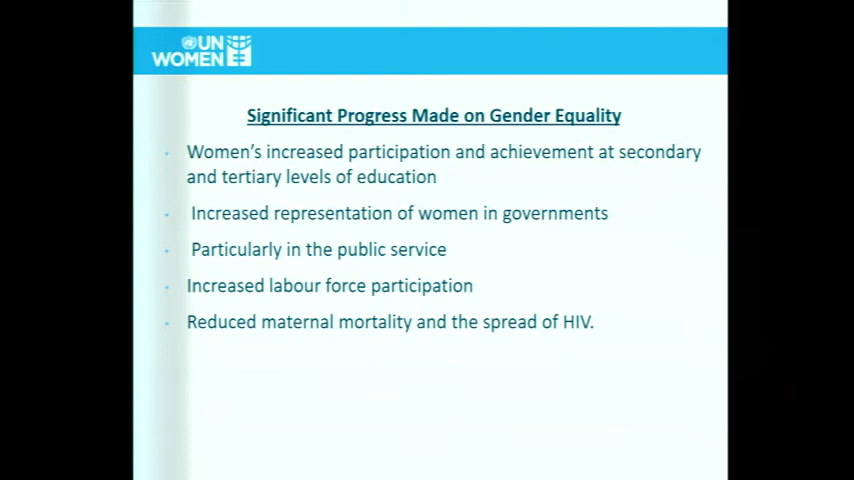 UN
WOMEN
Significant Progress Made on Gender Equality
Women's increased participation and achievement at secondary
and tertiary levels of education
Increased representation of women in governments
Particularly in the public service
Increased labour force participation
Reduced maternal mortality and the spread of HIV.